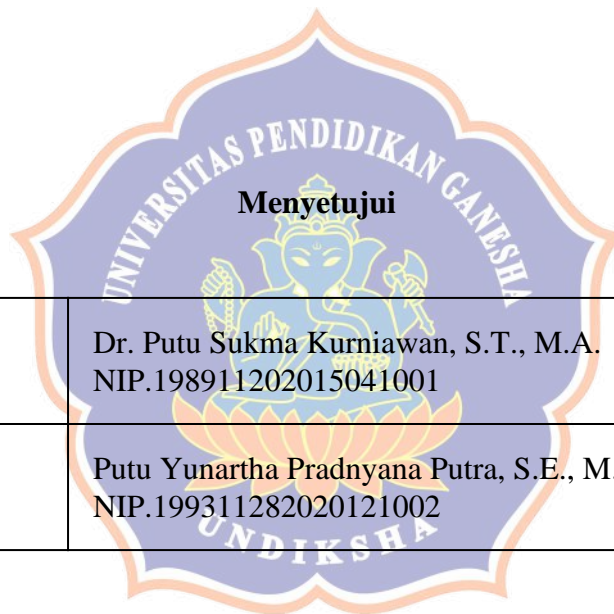 UNIVERSITAS PENDIDIKAN GANESHA
Menyetujui
Dr. Putu Sukma Kurniawan, S.T., M.A.
NIP.198911202015041001
Putu Yunartha Pradnyana Putra, S.E., M.
NIP.199311282020121002
UNDIKSHA